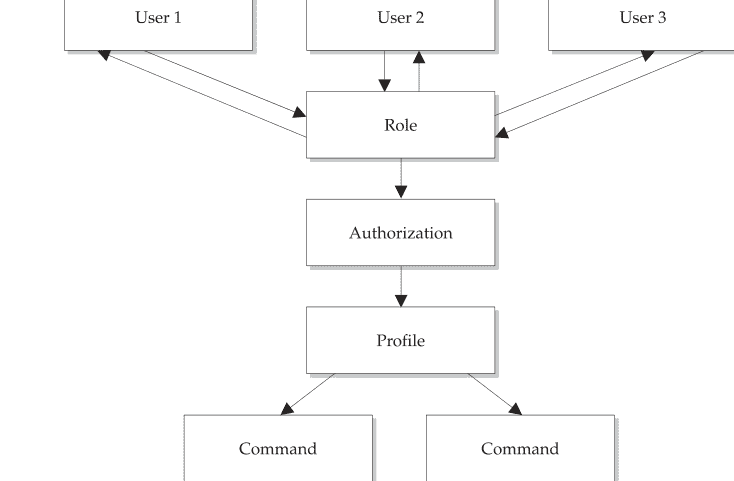 User 1
User 2
User 3
Role
Authorization
Profile
Command
Command